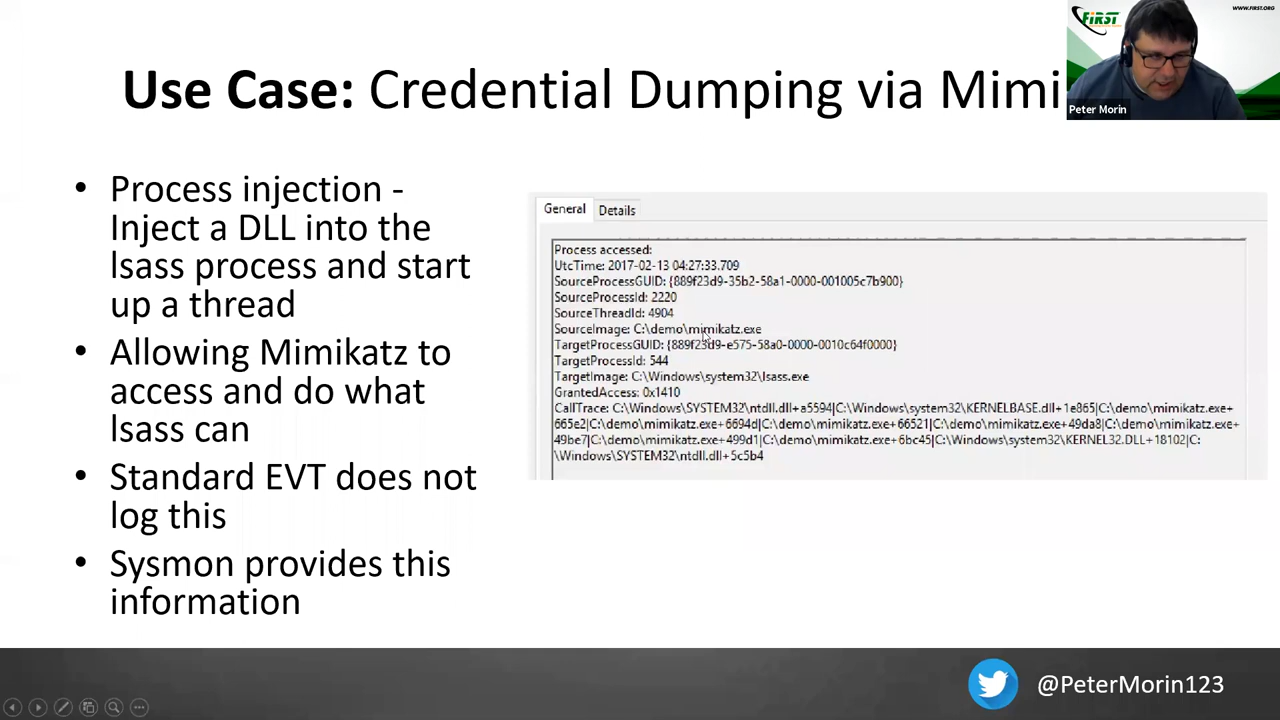 WWW.FIRST.ORG
FiRST
Peter Morin
Use Case: Credential Dumping via Mimi
• Process injection -
Inject a DLL into the
lsass process and start
up a thread
• Allowing Mimikatz to
access and do what
lsass can
• Standard EVT does not
log this
• Sysmon provides this
information
General Details
Process accessed:
UtcTime: 2017-02-13 04:27:33.709
SourceProcessGUID: {889f23d9-35b2-58a1-0000-001005c7b900}
SourceProcessId: 2220
SourceThreadId: 4904
SourceImage: C:\demo\mimikatz.exe
TargetProcessGUID: {889f23d9-e575-58a0-0000-0010c64f0000}
TargetProcessId: 544
TargetImage: C:\Windows\system32\lsass.exe
GrantedAccess: 0x1410
CallTrace: C:\Windows\SYSTEM32\ntdll.dll+a5594|C:\Windows\system32\KERNELBASE.dll+1e865|C:\demo\mimikatz.exe+
665e2|C:\demo\mimikatz.exe+6694d|C:\demo\mimikatz.exe+66521|C:\demo\mimikatz.exe+49da8|C:\demo\mimikatz.exe+
49be7|C:\demo\mimikatz.exe+499d1|C:\demo\mimikatz.exe+6bc45|C:\Windows\system32\KERNEL32.DLL+18102|C:
\Windows\SYSTEM32\ntdll.dll+5c5b4
@PeterMorin123